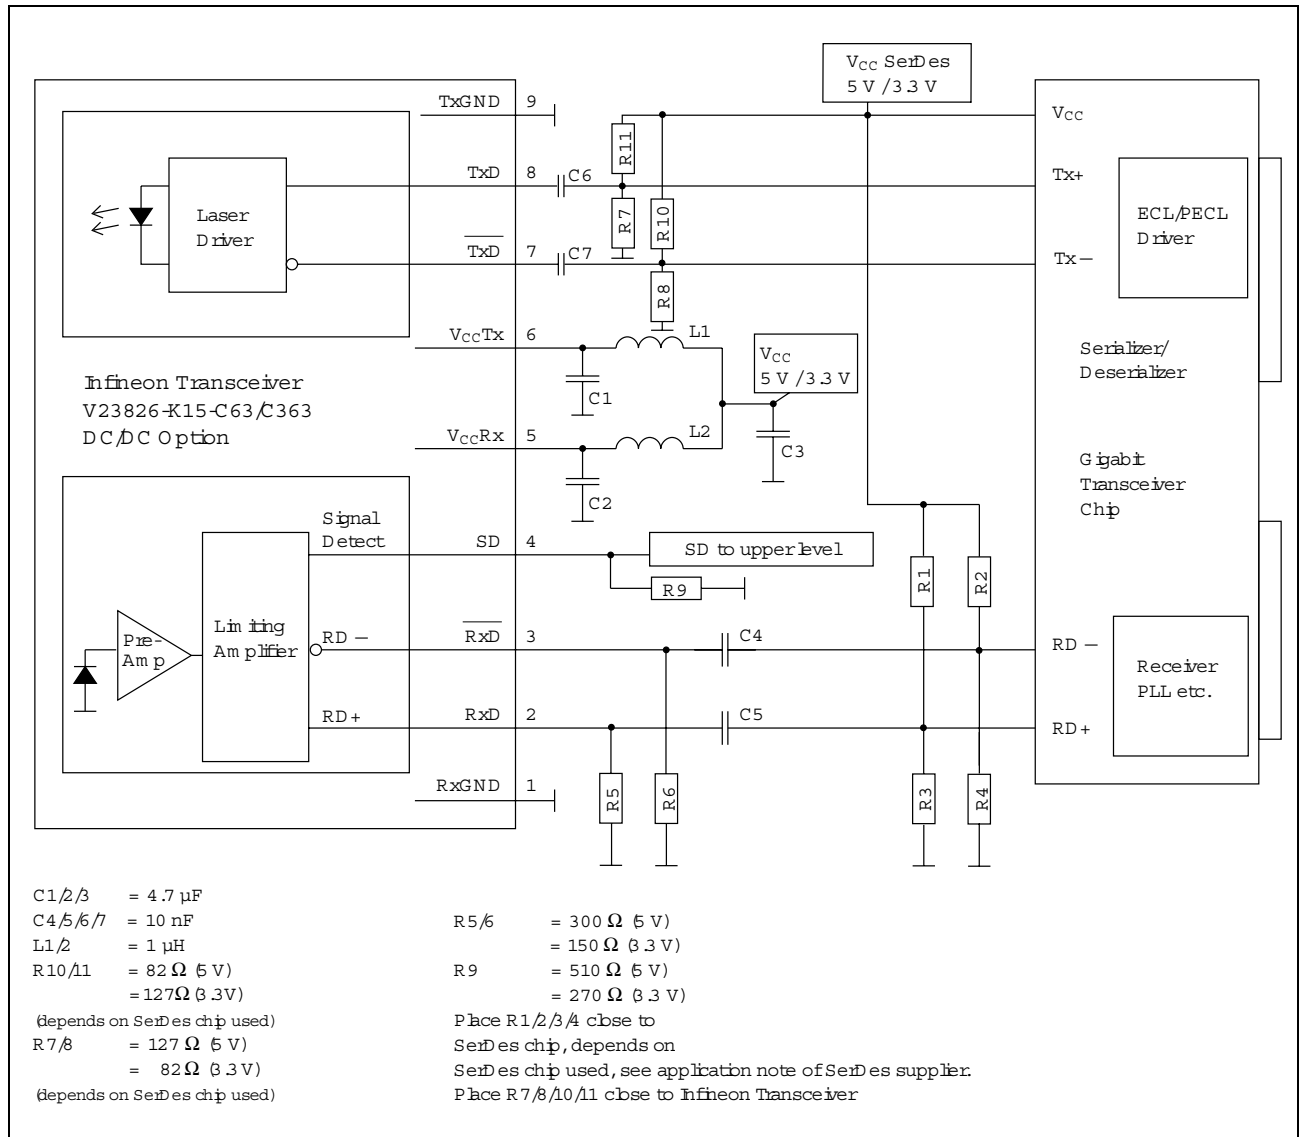 VCC SerDes
5 V / 3.3 V
TxGND 9
VCC
R11
TxD 8
C6
Tx+
Laser
Driver
R7
R10
ECL/PECL
Driver
TxD 7
C7
Tx−
R8
VCCTx 6
L1
VCC
5 V / 3.3 V
Serializer/
Deserializer
Infineon Transceiver
V23826-K15-C63/C363
DC/DC Option
C1
VCCRx 5
L2
C3
C2
Gigabit
Transceiver
Chip
Signal
Detect
SD 4
SD to upper level
R9
R1
R2
Pre-
Amp
Limiting
Amplifier
RD −
RxD 3
C4
RD −
Receiver
PLL etc.
RD+
RxD 2
C5
RD+
RxGND 1
R5
R6
R3
R4
C1/2/3 = 4.7 µF
C4/5/6/7 = 10 nF
L1/2 = 1 µH
R10/11 = 82 Ω (5 V)
= 127Ω (3.3V)
(depends on SerDes chip used)
R7/8 = 127 Ω (5 V)
= 82Ω (3.3V)
(depends on SerDes chip used)
R5/6 = 300 Ω (5 V)
= 150 Ω (3.3 V)
R9 = 510 Ω (5 V)
= 270 Ω (3.3 V)
Place R1/2/3/4 close to
SerDes chip, depends on
SerDes chip used, see application note of SerDes supplier.
Place R7/8/10/11 close to Infineon Transceiver